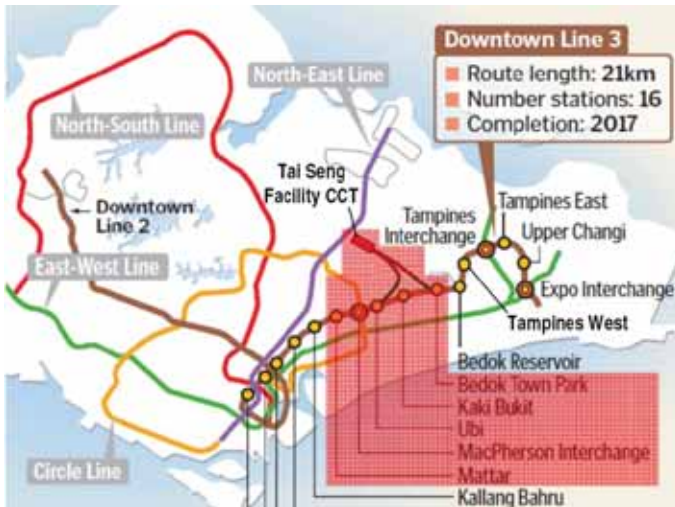 Downtown Line 3
Route length: 21km
Number stations: 16
Completion: 2017
North-East Line
North-South Line
Tai Seng
Facility CCT
Downtown
Line 2
East-West Line
Tampines
Interchange
Tampines East
Upper Changi
Expo Interchange
Tampines West
Bedok Reservoir
Bedok Town Park
Kaki Bukit
Ubi
MacPherson Interchange
Mattar
Kallang Bahru
Circle Line